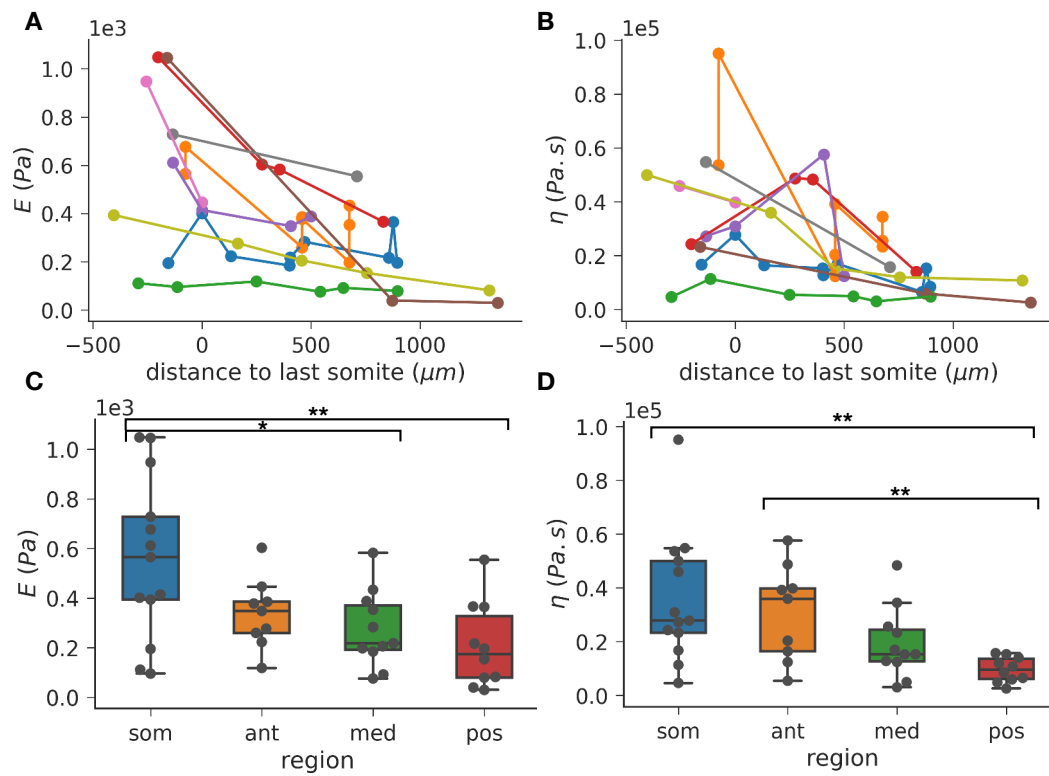 A
1e3
1.0
0.8
0.6
0.4
0.2
0.0
E (Pa)
−500 0 500 1000
distance to last somite (μm)
B
1e5
1.0
0.8
0.6
0.4
0.2
0.0
η (Pa. s)
−500 0 500 1000
distance to last somite (μm)
C
1e3
**
*
1.0
0.8
0.6
0.4
0.2
0.0
E (Pa)
som ant med pos
region
D
1e5
**
**
1.0
0.8
0.6
0.4
0.2
0.0
η (Pa. s)
som ant med pos
region